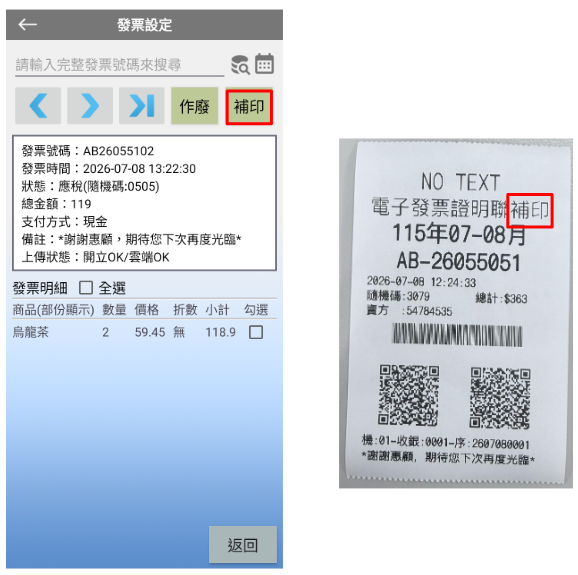 發票設定
請輸入完整發票號碼來搜尋
作廢 補印
發票號碼：AB26055102
發票時間：2026-07-08 13:22:30
狀態：應稅(隨機碼:0505)
總金額：119
支付方式：現金
備註：*謝謝惠顧，期待您下次再度光臨*
上傳狀態：開立OK/雲端OK
發票明細 全選
商品(部份顯示) 數量 價格 折數 小計 勾選
烏龍茶 2 59.45 無 118.9
返回
NO TEXT
電子發票證明聯補印
115年07-08月
AB-26055051
2026-07-08 12:24:33
隨機碼:3079 總計:$363
賣方 :54784535
機:01-收銀:0001-序:2607080001
*謝謝惠顧, 期待您下次再度光臨*